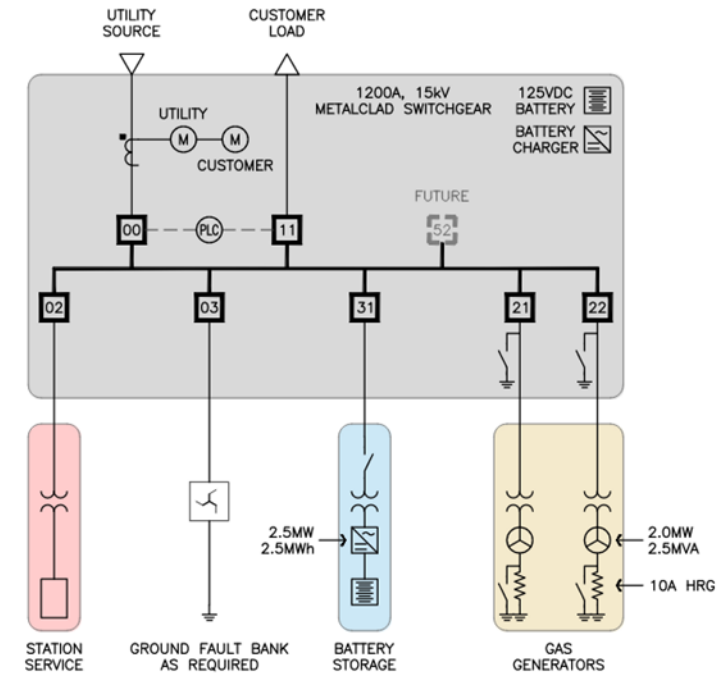 UTILITY
SOURCE
CUSTOMER
LOAD
1200A, 15kV
METALCLAD SWITCHGEAR
125VDC
BATTERY
BATTERY
CHARGER
UTILITY
M
M
CUSTOMER
FUTURE
00
PLC
11
52
02
03
31
21
22
2.5MW
2.5MWh
2.0MW
2.5MVA
10A HRG
STATION
SERVICE
GROUND FAULT BANK
AS REQUIRED
BATTERY
STORAGE
GAS
GENERATORS